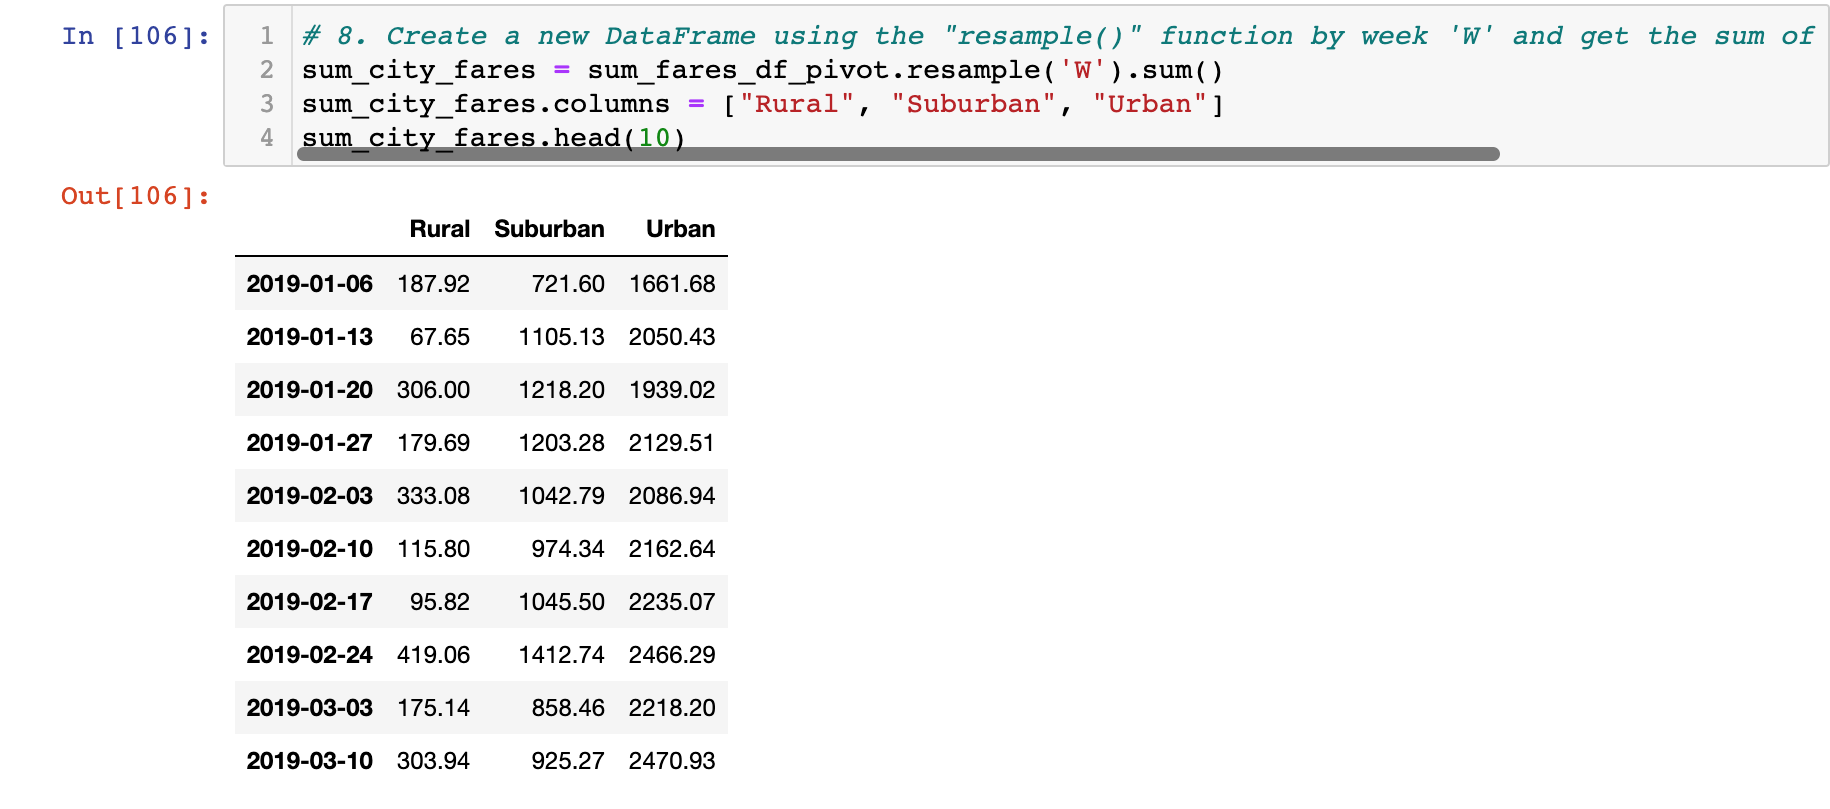 In [106]:
1 # 8. Create a new DataFrame using the "resample()" function by week 'W' and get the sum of
2 sum_city_fares = sum_fares_df_pivot.resample('W').sum()
3 sum_city_fares.columns = ["Rural", "Suburban", "Urban"]
4 sum_city_fares.head(10)
Out[106]:
Rural Suburban Urban
2019-01-06 187.92 721.60 1661.68
2019-01-13 67.65 1105.13 2050.43
2019-01-20 306.00 1218.20 1939.02
2019-01-27 179.69 1203.28 2129.51
2019-02-03 333.08 1042.79 2086.94
2019-02-10 115.80 974.34 2162.64
2019-02-17 95.82 1045.50 2235.07
2019-02-24 419.06 1412.74 2466.29
2019-03-03 175.14 858.46 2218.20
2019-03-10 303.94 925.27 2470.93